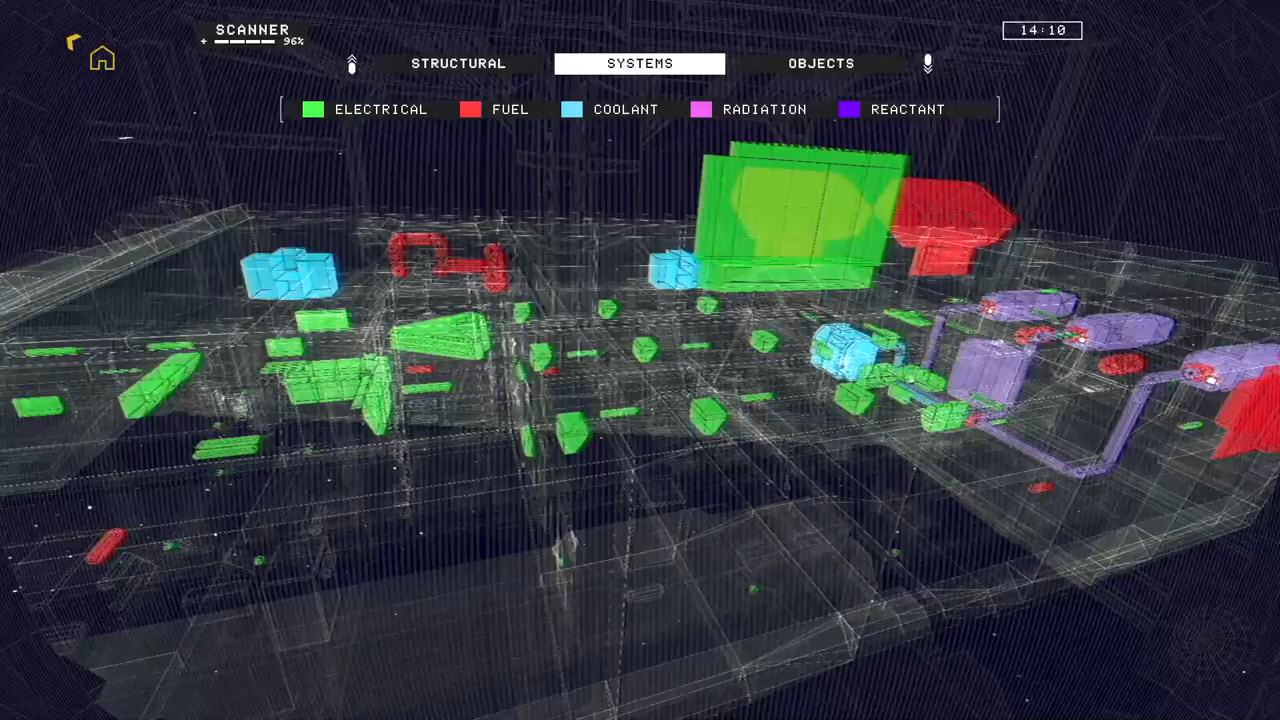 SCANNER
+ 96%
14:10
STRUCTURAL SYSTEMS OBJECTS
ELECTRICAL FUEL COOLANT RADIATION REACTANT